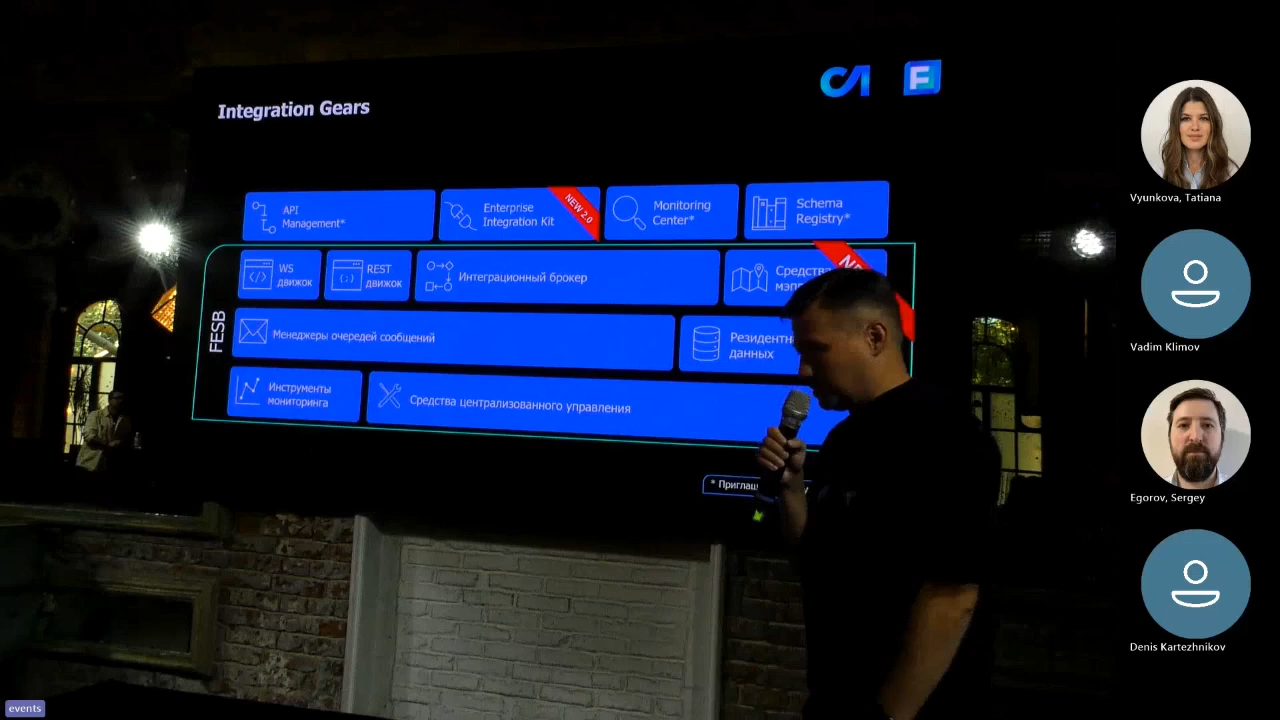 Integration Gears
F
API
Management*
Enterprise
Integration Kit
NEW 2.0
Monitoring
Center*
Schema
Registry*
FESB
WS
движок
REST
движок
Интеграционный брокер
Средства
Менеджеры очередей сообщений
данных
Инструменты
мониторинга
Средства централизованного управления
Vyunkova, Tatiana
Vadim Klimov
Egorov, Sergey
Denis Kartezhnikov
events